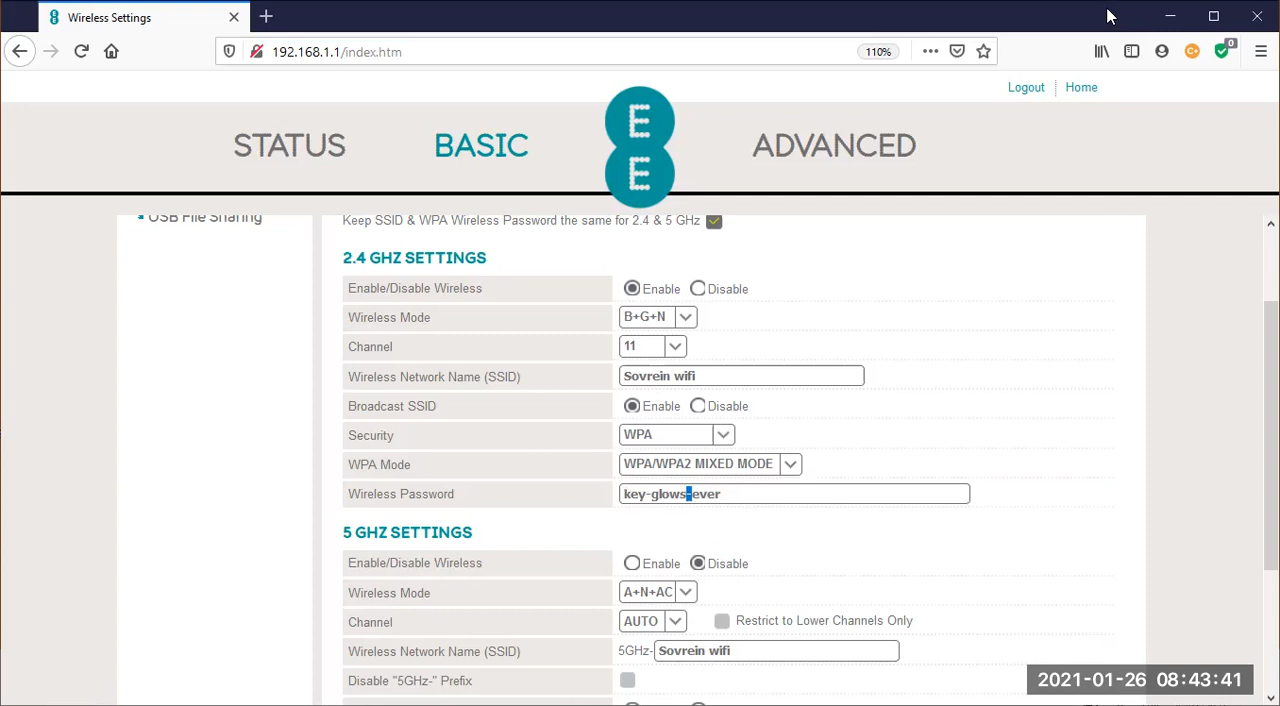 Wireless Settings
192.168.1.1/index.htm
110%
0
Logout
Home
STATUS
BASIC
EE
ADVANCED
USB File Sharing
Keep SSID & WPA Wireless Password the same for 2.4 & 5 GHz
2.4 GHZ SETTINGS
Enable/Disable Wireless Enable Disable
Wireless Mode B+G+N
Channel 11
Wireless Network Name (SSID) Sovrein wifi
Broadcast SSID Enable Disable
Security WPA
WPA Mode WPA/WPA2 MIXED MODE
Wireless Password key-glows-ever
5 GHZ SETTINGS
Enable/Disable Wireless Enable Disable
Wireless Mode A+N+AC
Channel AUTO Restrict to Lower Channels Only
Wireless Network Name (SSID) 5GHz- Sovrein wifi
Disable "5GHz-" Prefix
2021-01-26 08:43:41